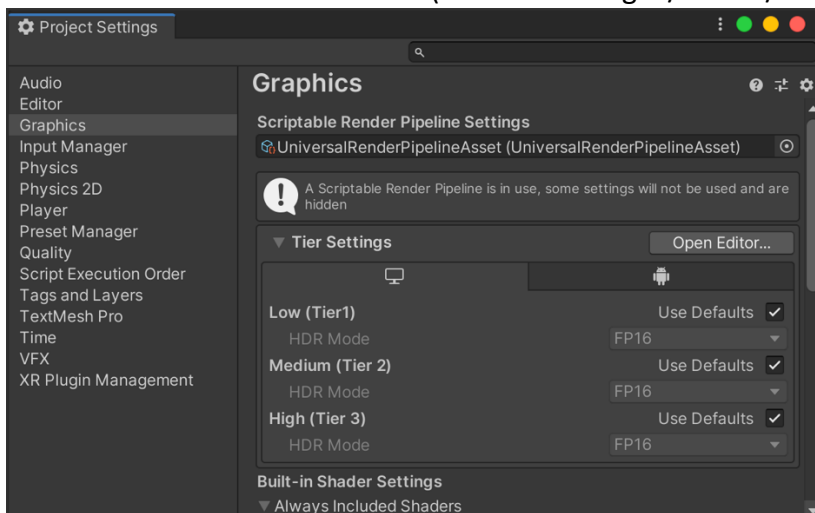 Project Settings
Audio
Editor
Graphics
Input Manager
Physics
Physics 2D
Player
Preset Manager
Quality
Script Execution Order
Tags and Layers
TextMesh Pro
Time
VFX
XR Plugin Management
Graphics
Scriptable Render Pipeline Settings
UniversalRenderPipelineAsset (UniversalRenderPipelineAsset)
A Scriptable Render Pipeline is in use, some settings will not be used and are
hidden
Tier Settings Open Editor...
Low (Tier1) Use Defaults
HDR Mode FP16
Medium (Tier 2) Use Defaults
HDR Mode FP16
High (Tier 3) Use Defaults
HDR Mode FP16
Built-in Shader Settings
Always Included Shaders